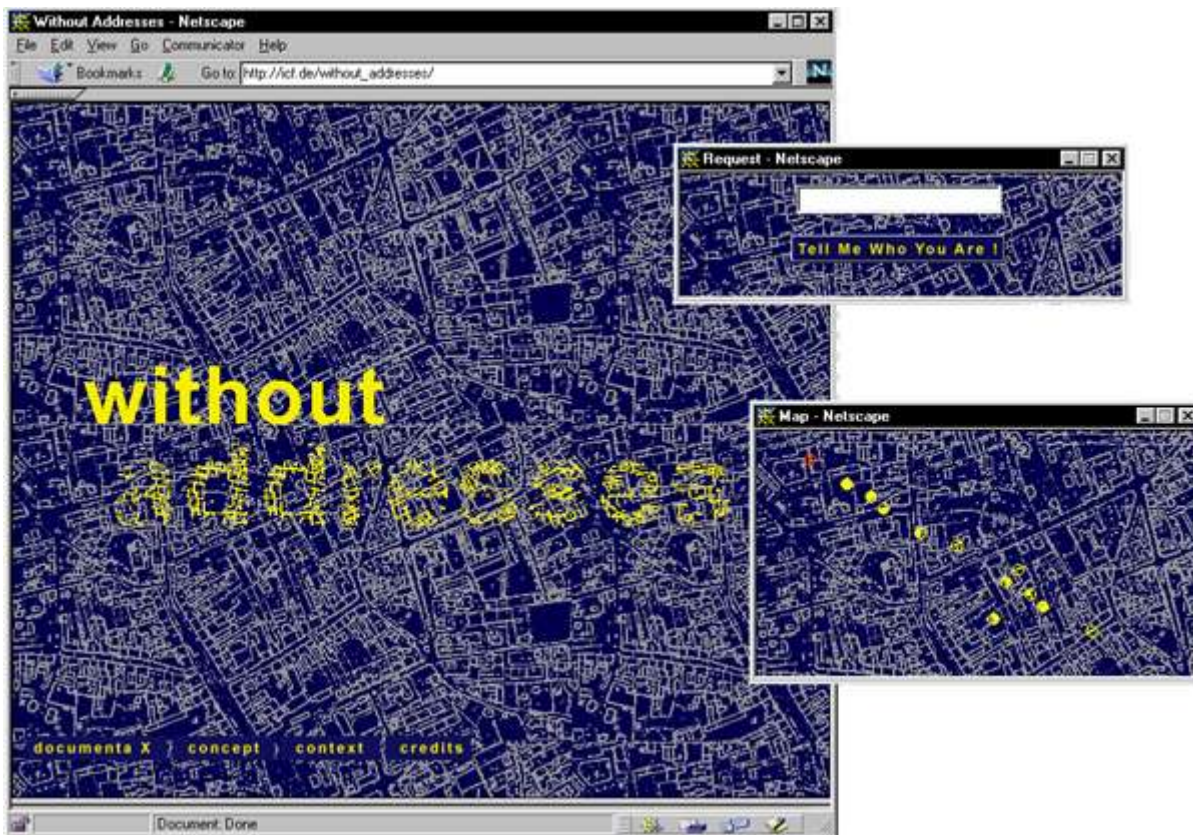 Without Addresses - Netscape
File Edit View Go Communicator Help
Bookmarks Go to: http://icf.de/without_addresses/
N
without
addresses
documenta X ) concept ) context ( credits
Document: Done
Request - Netscape
Tell Me Who You Are !
Map - Netscape